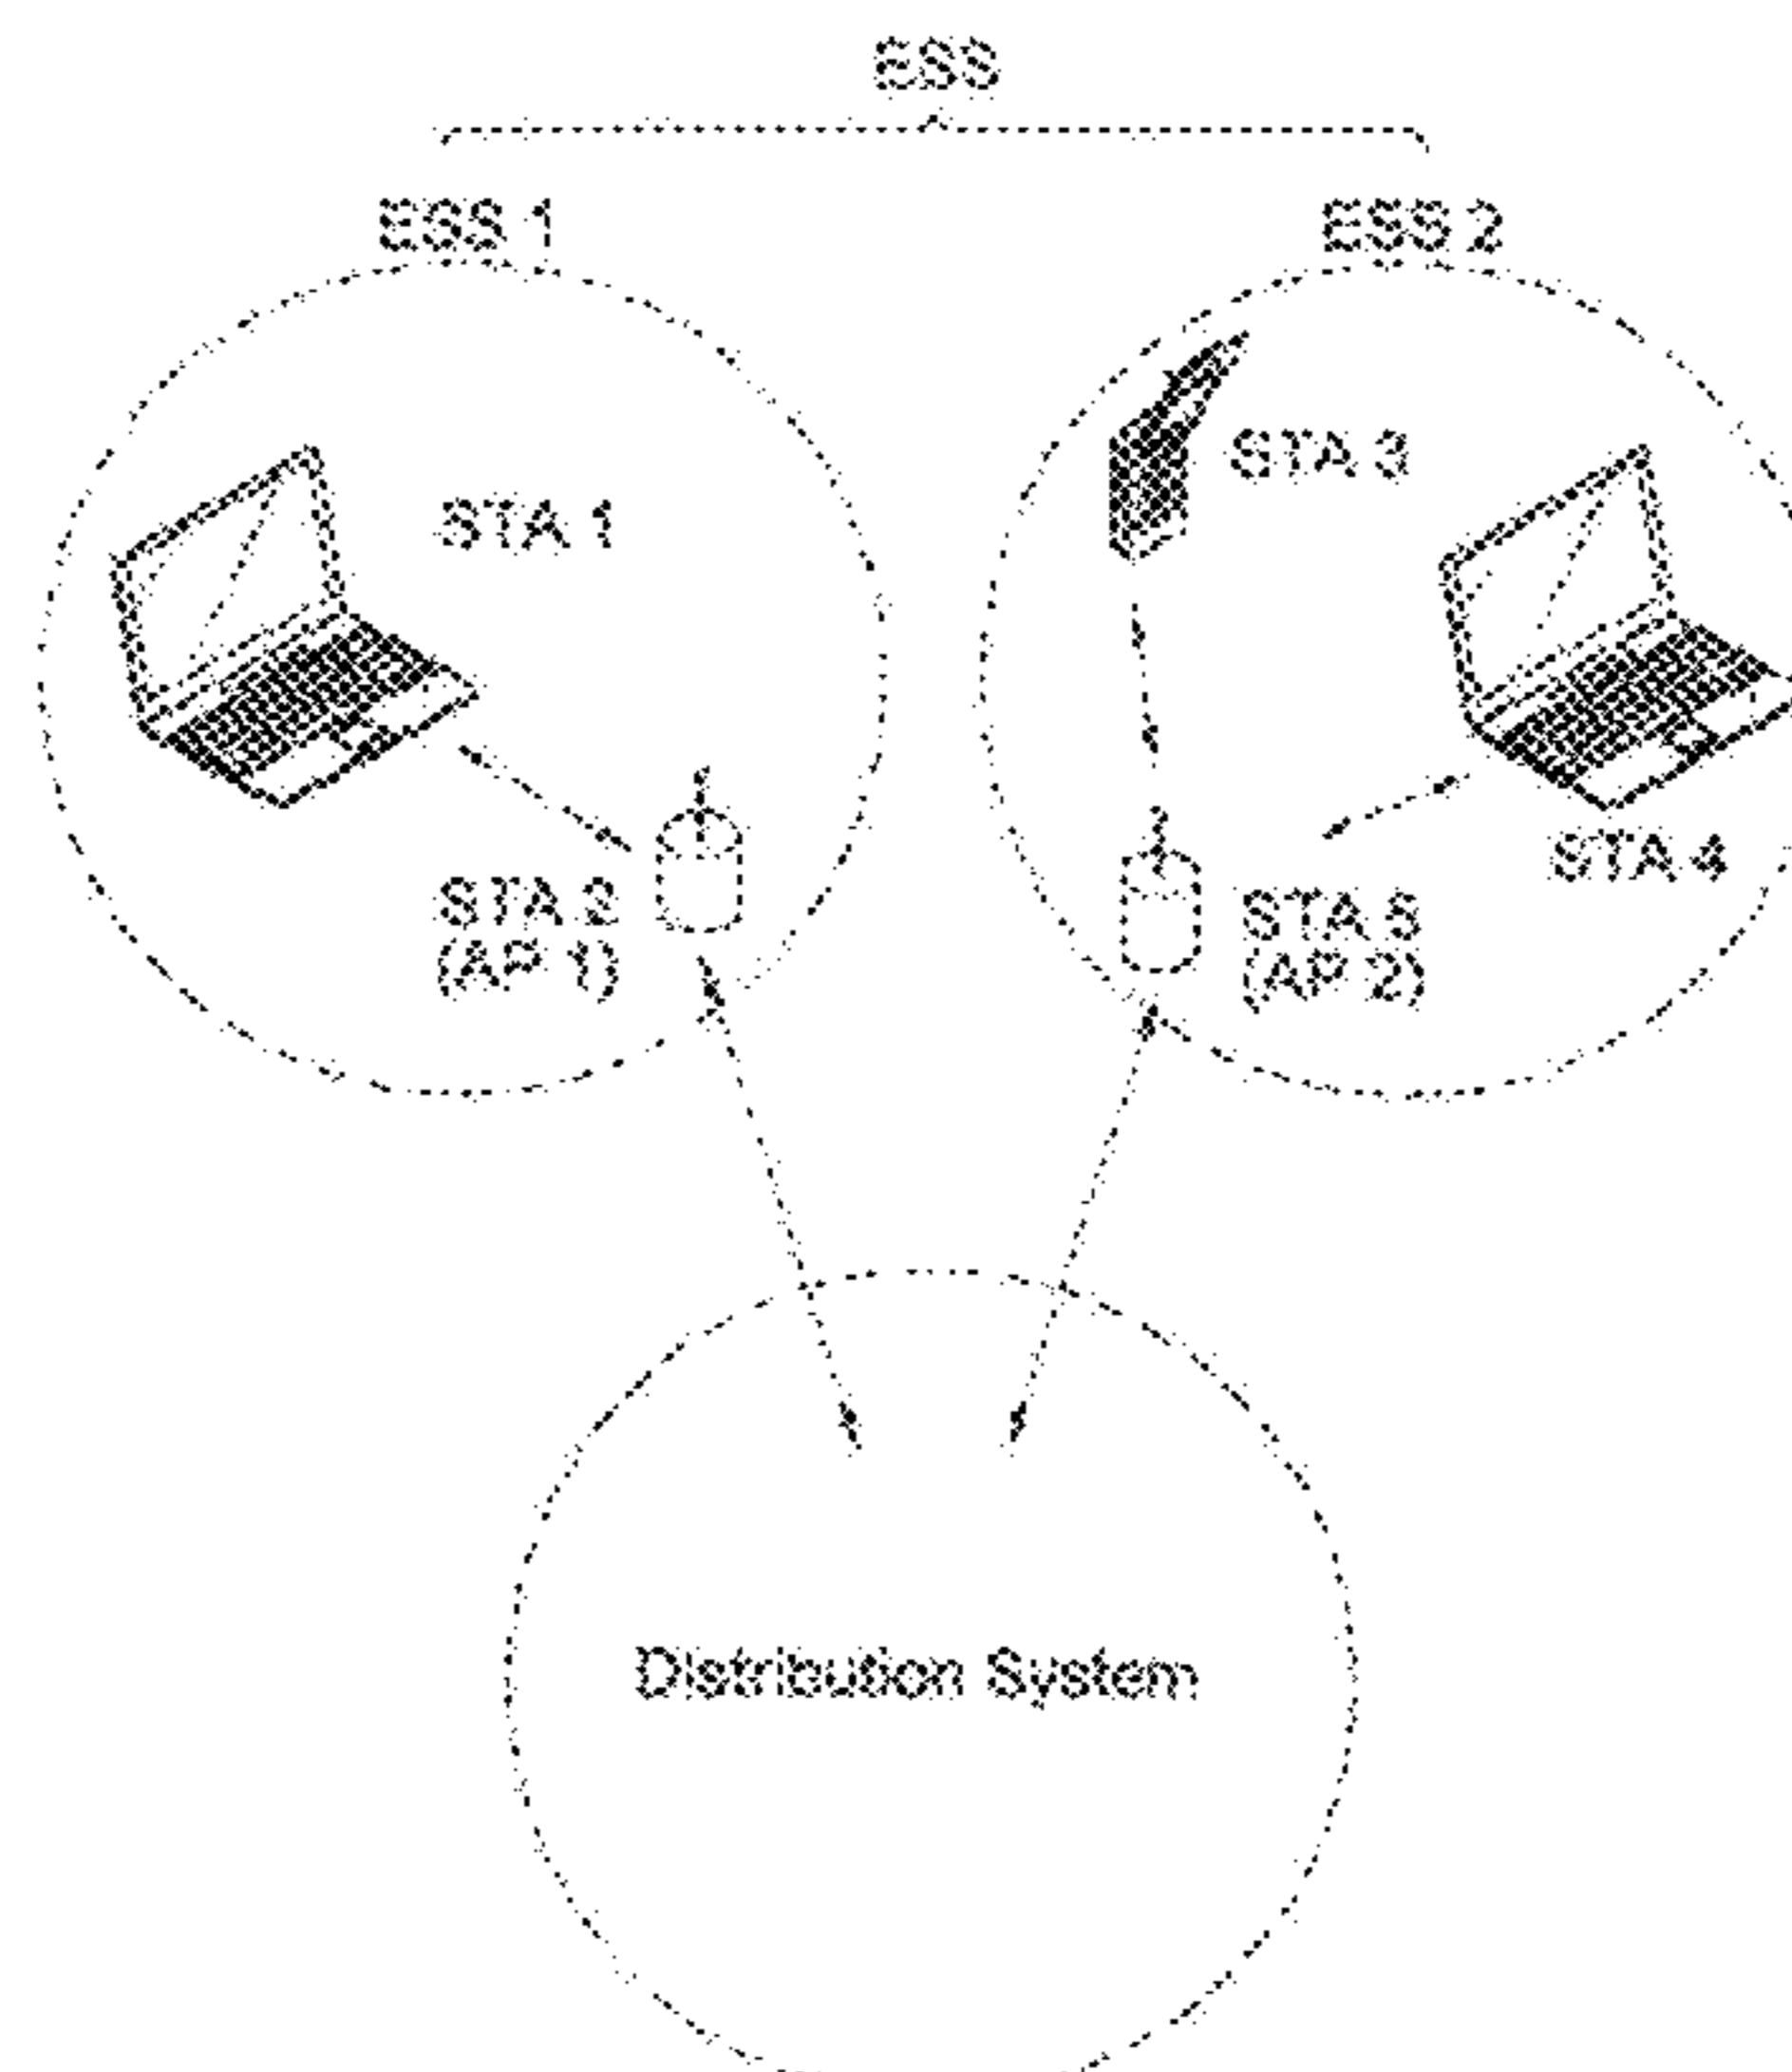 ESS
ESS 1
ESS 2
STA 3
STA 1
STA 4
STA 2
(AP 1)
STA 5
(AP 2)
Distribution System